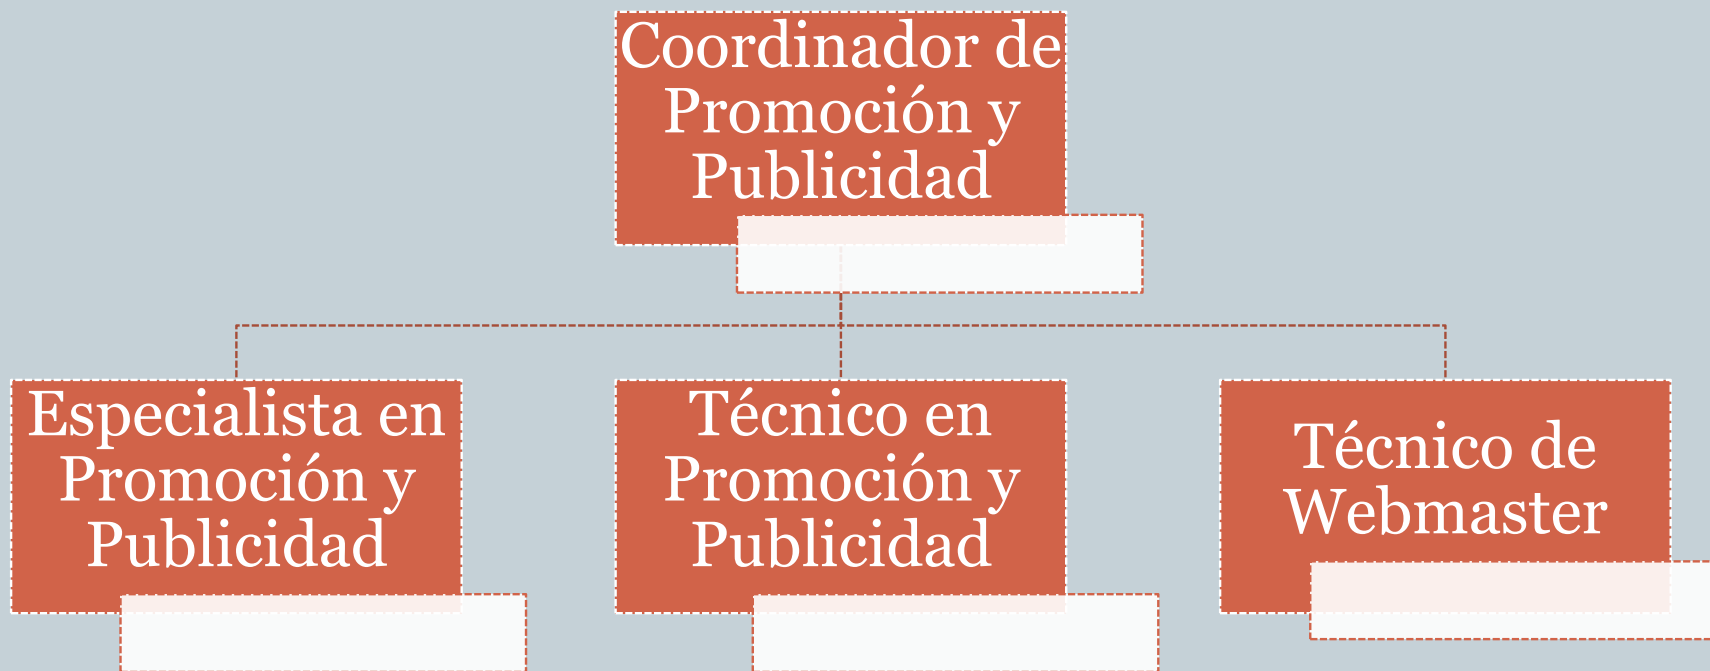 Coordinador de
Promoción y
Publicidad
Especialista en
Promoción y
Publicidad
Técnico en
Promoción y
Publicidad
Técnico de
Webmaster